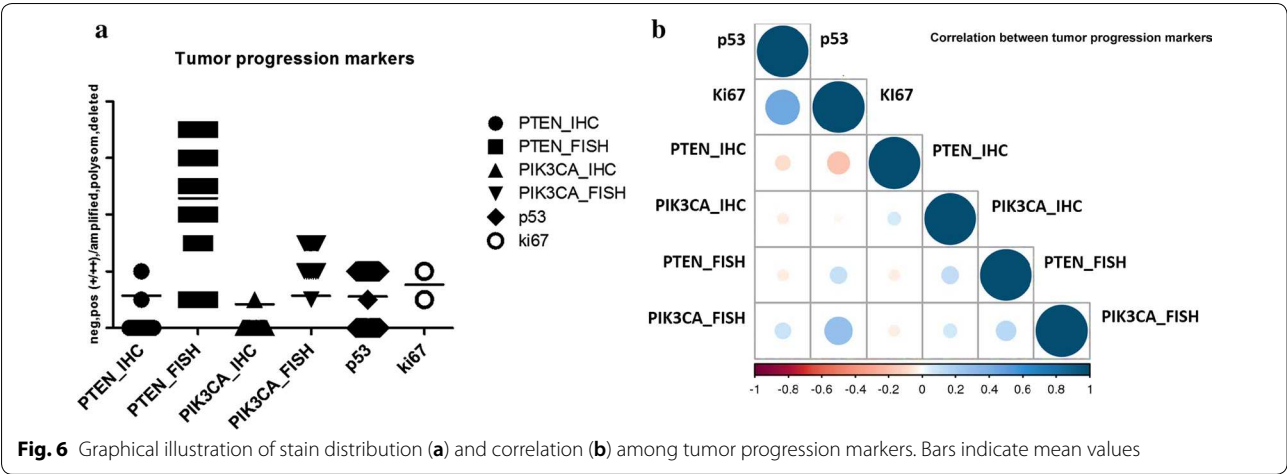 a
Tumor progression markers
neg,pos (+/++),/amplified,polysom,deleted
PTEN_IHC
PTEN_FISH
PIK3CA_IHC
PIK3CA_FISH
p53
ki67
PTEN_IHC
PTEN_FISH
PIK3CA_IHC
PIK3CA_FISH
p53
ki67
b
Correlation between tumor progression markers
p53
p53
Ki67
KI67
PTEN_IHC
PTEN_IHC
PIK3CA_IHC
PIK3CA_IHC
PTEN_FISH
PTEN_FISH
PIK3CA_FISH
PIK3CA_FISH
-1 -0.8 -0.6 -0.4 -0.2 0 0.2 0.4 0.6 0.8 1
Fig. 6 Graphical illustration of stain distribution (a) and correlation (b) among tumor progression markers. Bars indicate mean values